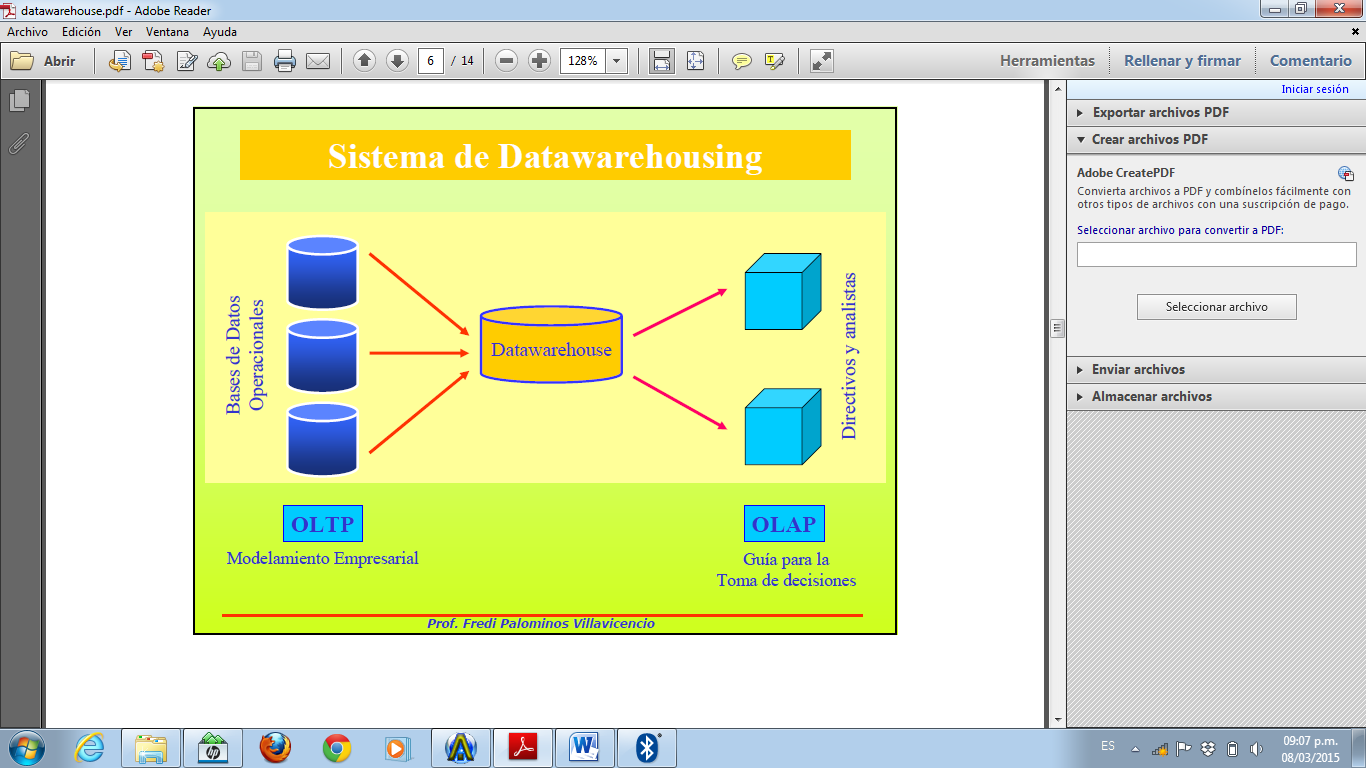 datawarehouse.pdf - Adobe Reader
Archivo Edición Ver Ventana Ayuda
Abrir 6 / 14 128% Herramientas Rellenar y firmar Comentario
Iniciar sesión
Exportar archivos PDF
Crear archivos PDF
Adobe CreatePDF
Convierta archivos a PDF y combínelos fácilmente con
otros tipos de archivos con una suscripción de pago.
Seleccionar archivo para convertir a PDF:
Seleccionar archivo
Enviar archivos
Almacenar archivos
Sistema de Datawarehousing
Bases de Datos
Operacionales
Datawarehouse
Directivos y analistas
OLTP
Modelamiento Empresarial
OLAP
Guía para la
Toma de decisiones
Prof. Fredi Palominos Villavicencio
ES
09:07 p.m.
08/03/2015